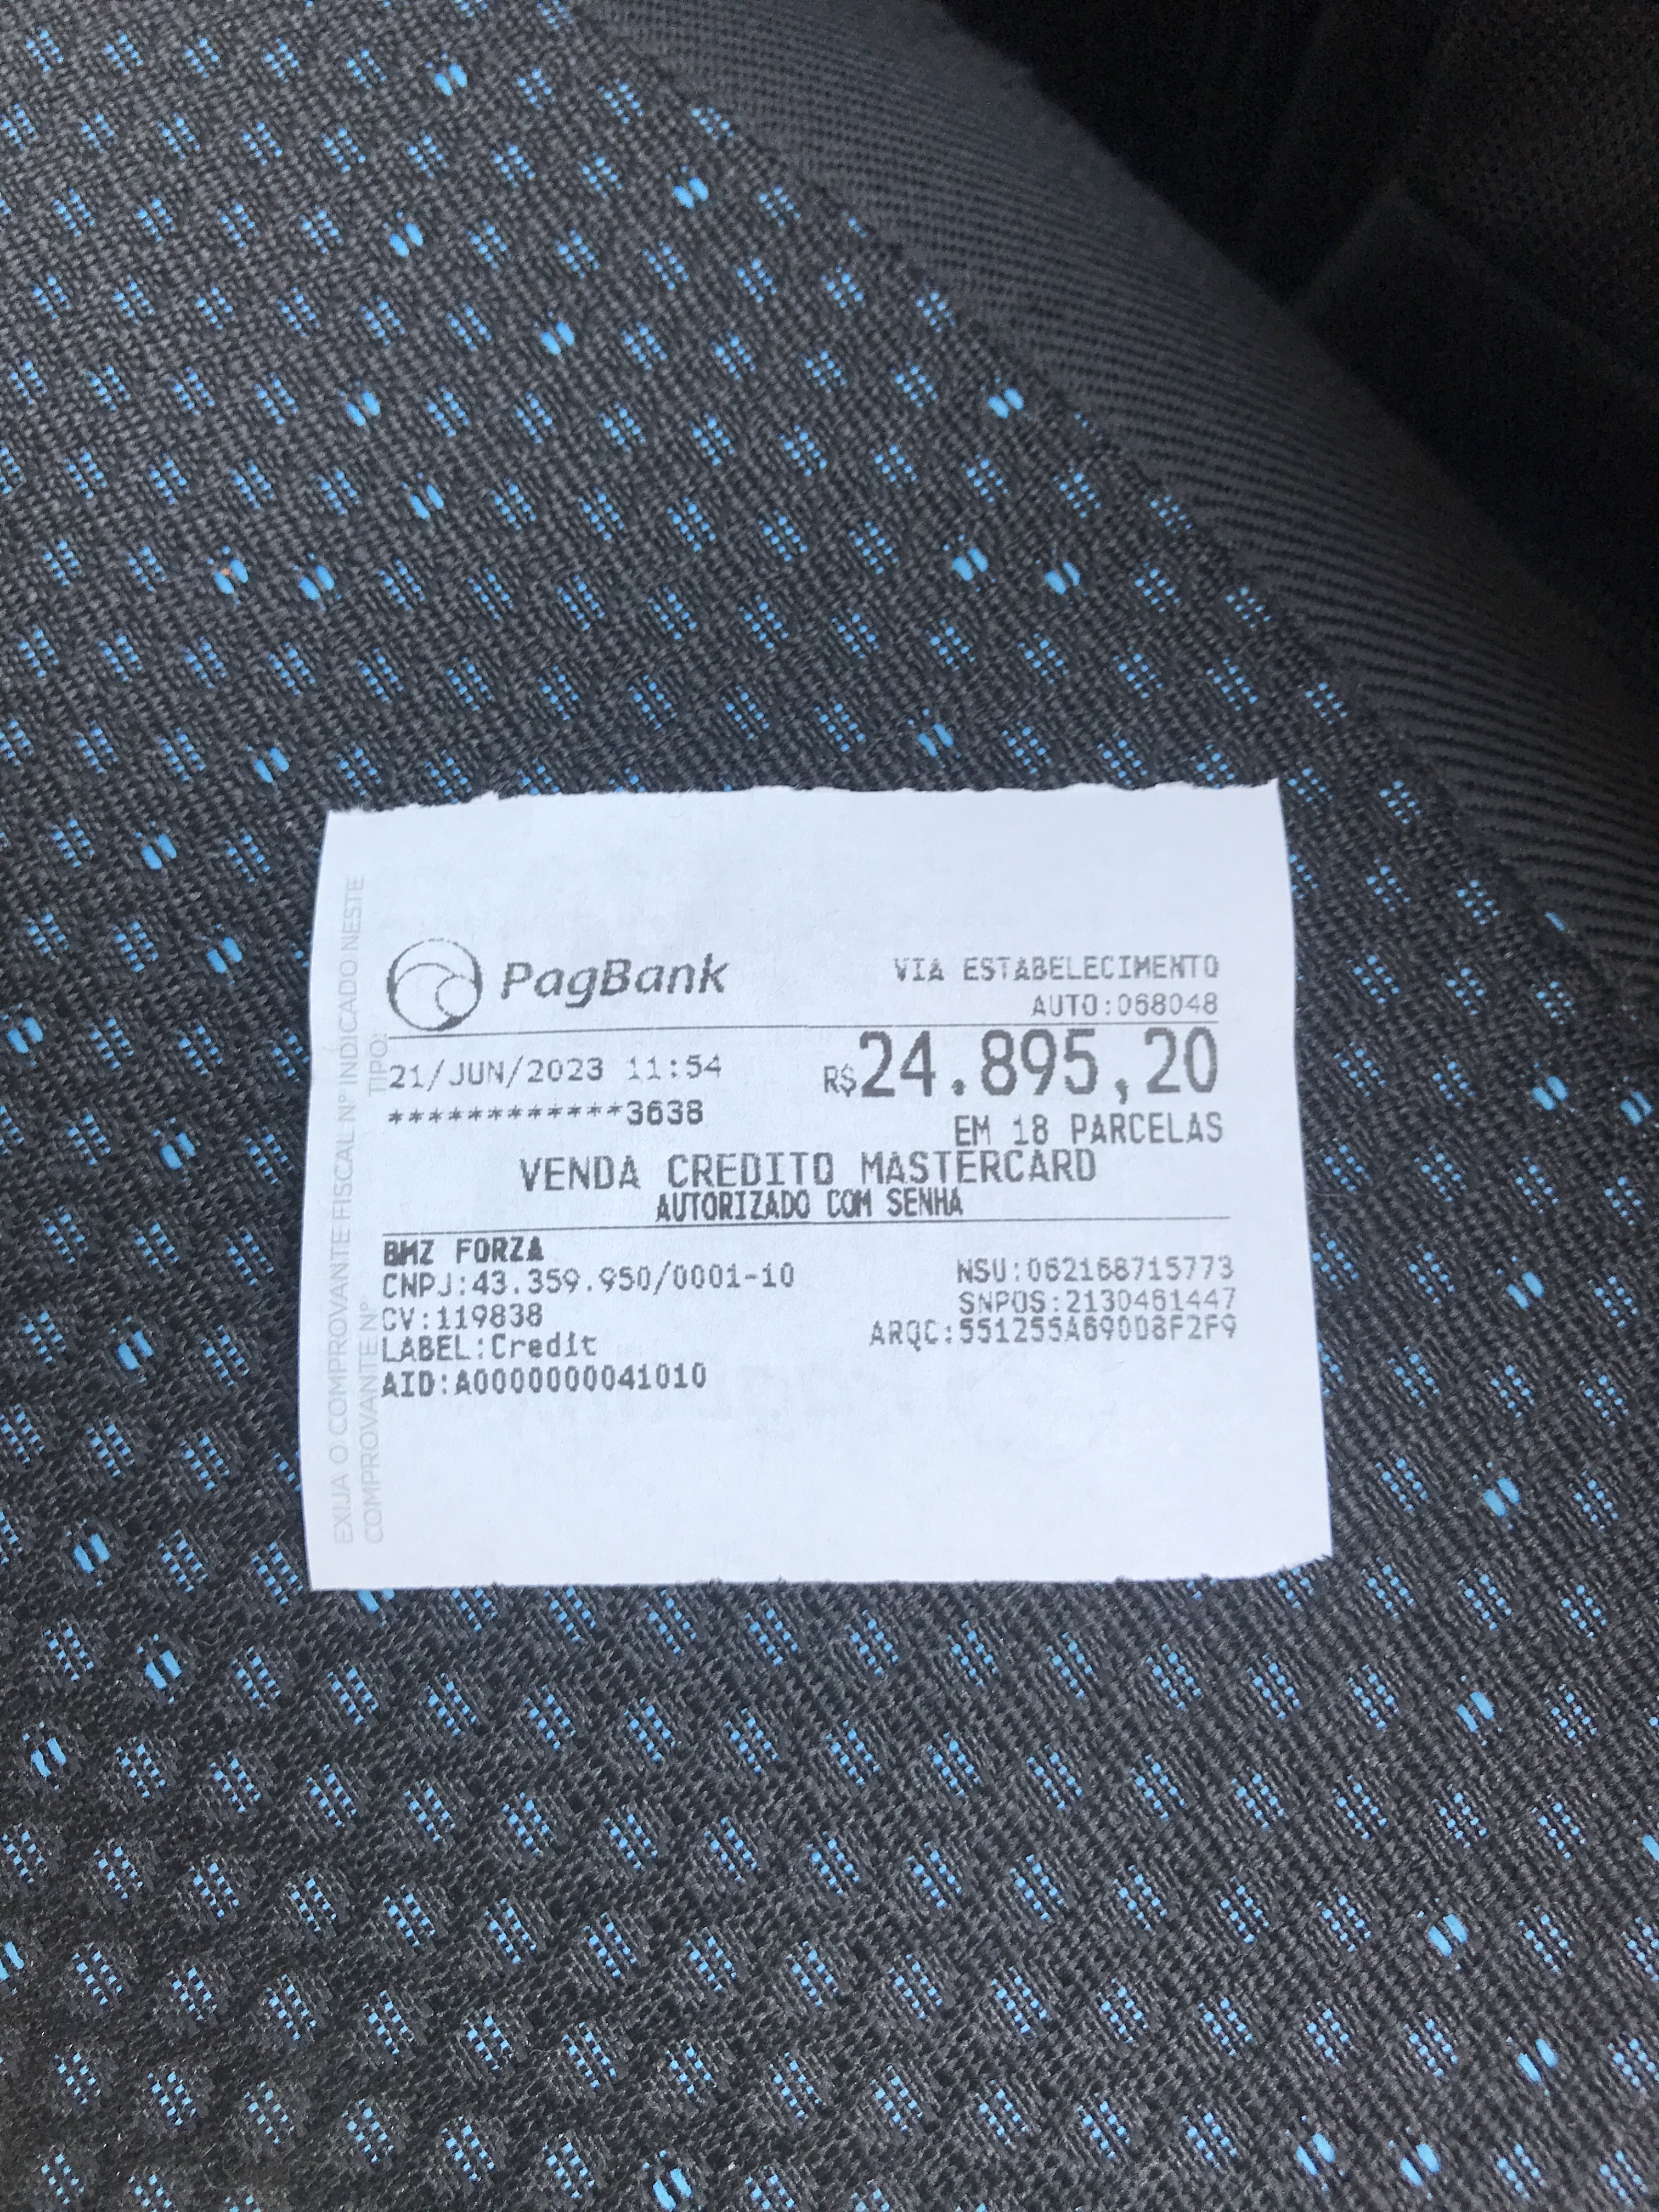 PagBank
VIA ESTABELECIMENTO
AUTO:068048
21/JUN/2023 11:54
R$24.895,20
************3638
EM 18 PARCELAS
VENDA CREDITO MASTERCARD
AUTORIZADO COM SENHA
BMZ FORZA
CNPJ:43.359.950/0001-10
NSU:062168715773
CV:119838
SNPOS:2130461447
LABEL:Credit
ARQC:551255A690D8F2F9
AID:A0000000041010
EXIJA O COMPROVANTE FISCAL Nº INDICADO NESTE
COMPROVANTE Nº
TIPO: